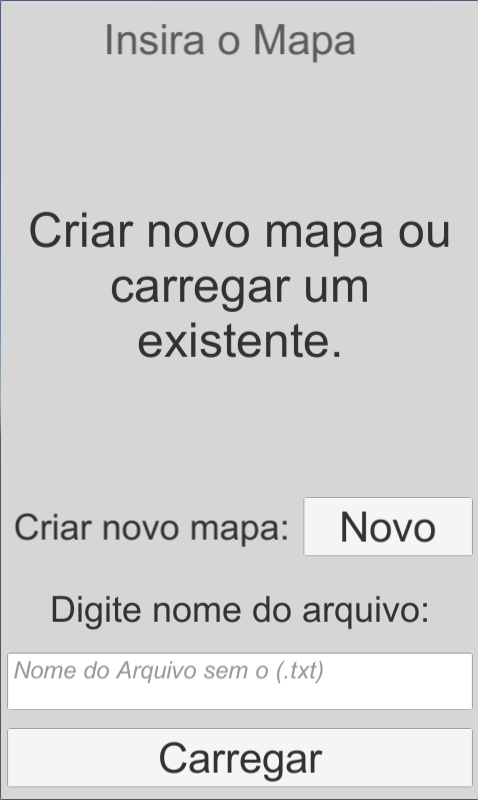 Insira o Mapa
Criar novo mapa ou
carregar um
existente.
Criar novo mapa: Novo
Digite nome do arquivo:
Nome do Arquivo sem o (.txt)
Carregar